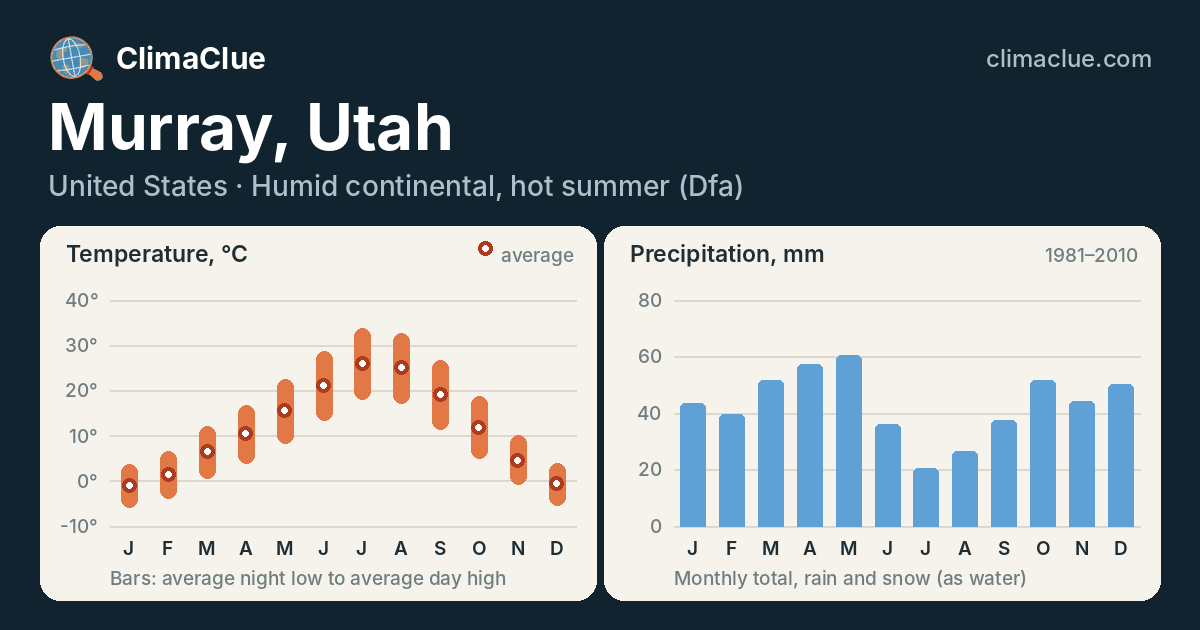 ClimaClue
climaclue.com
Murray, Utah
United States · Humid continental, hot summer (Dfa)
Temperature, °C
average
40°
30°
20°
10°
0°
-10°
J F M A M J J A S O N D
Bars: average night low to average day high
Precipitation, mm
1981–2010
80
60
40
20
0
J F M A M J J A S O N D
Monthly total, rain and snow (as water)